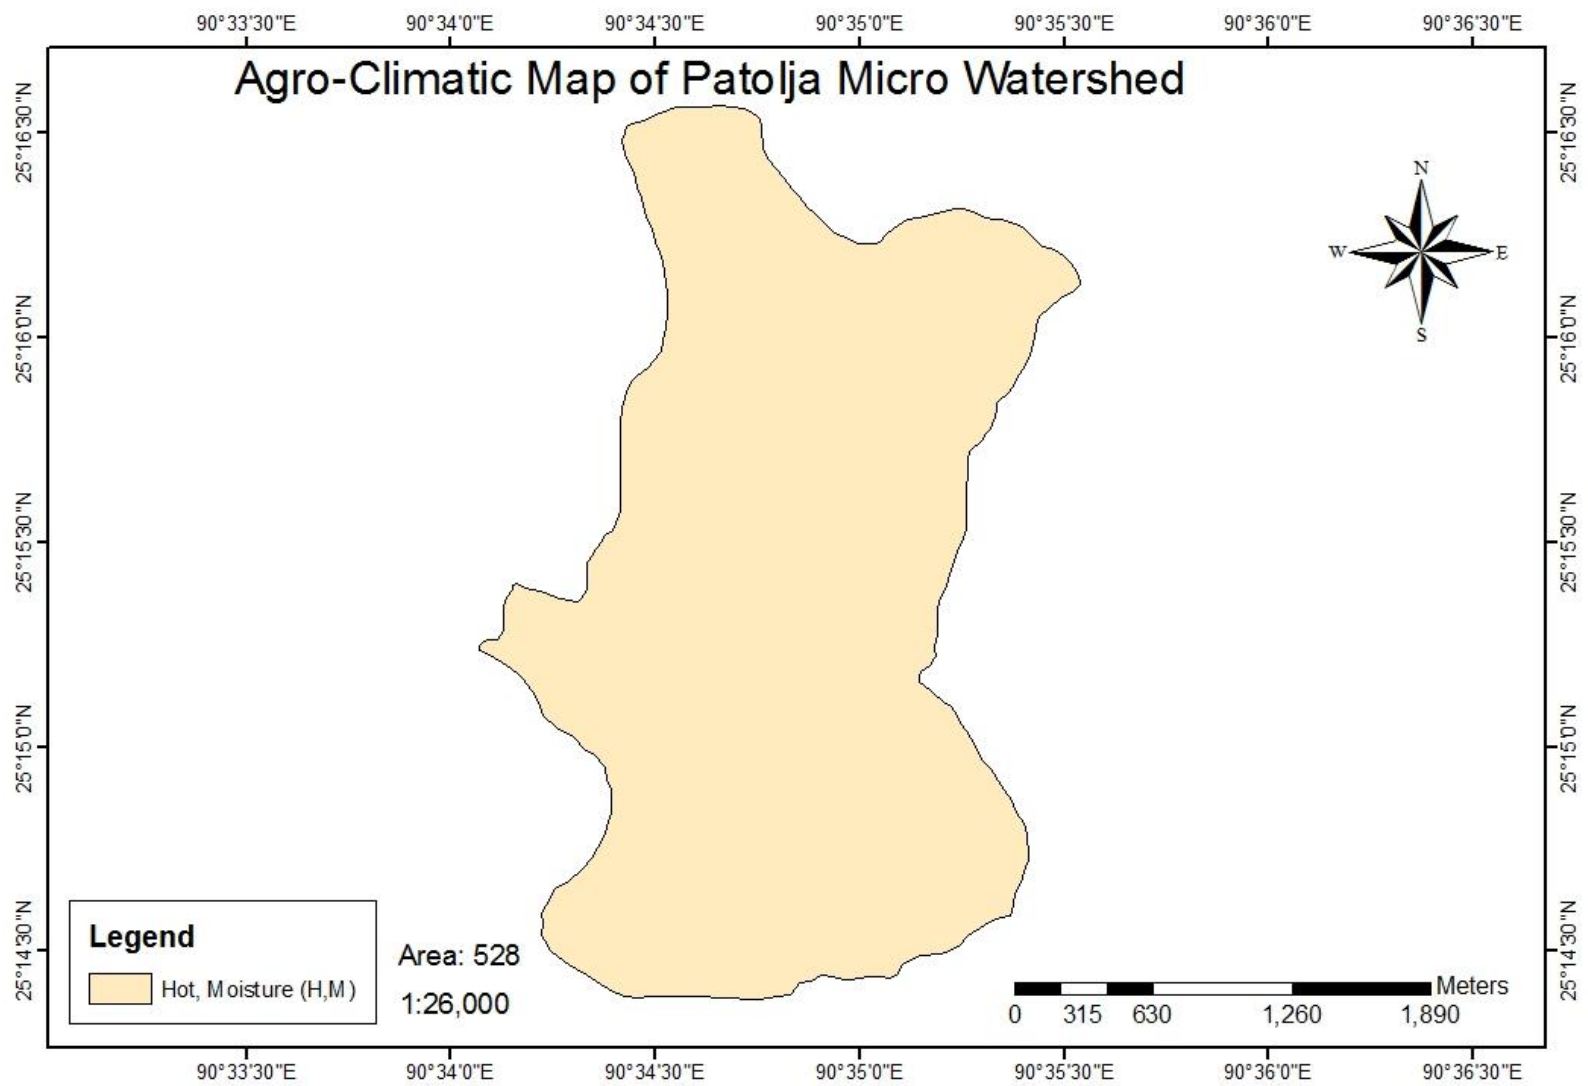 90°33'30"E 90°34'0"E 90°34'30"E 90°35'0"E 90°35'30"E 90°36'0"E 90°36'30"E
Agro-Climatic Map of Patolja Micro Watershed
25°16'30"N
25°16'0"N
25°15'30"N
25°15'0"N
25°14'30"N
25°16'30"N
25°16'0"N
25°15'30"N
25°15'0"N
25°14'30"N
N
W E
S
Legend
Hot, Moisture (H,M)
Area: 528
1:26,000
Meters
0 315 630 1,260 1,890
90°33'30"E 90°34'0"E 90°34'30"E 90°35'0"E 90°35'30"E 90°36'0"E 90°36'30"E